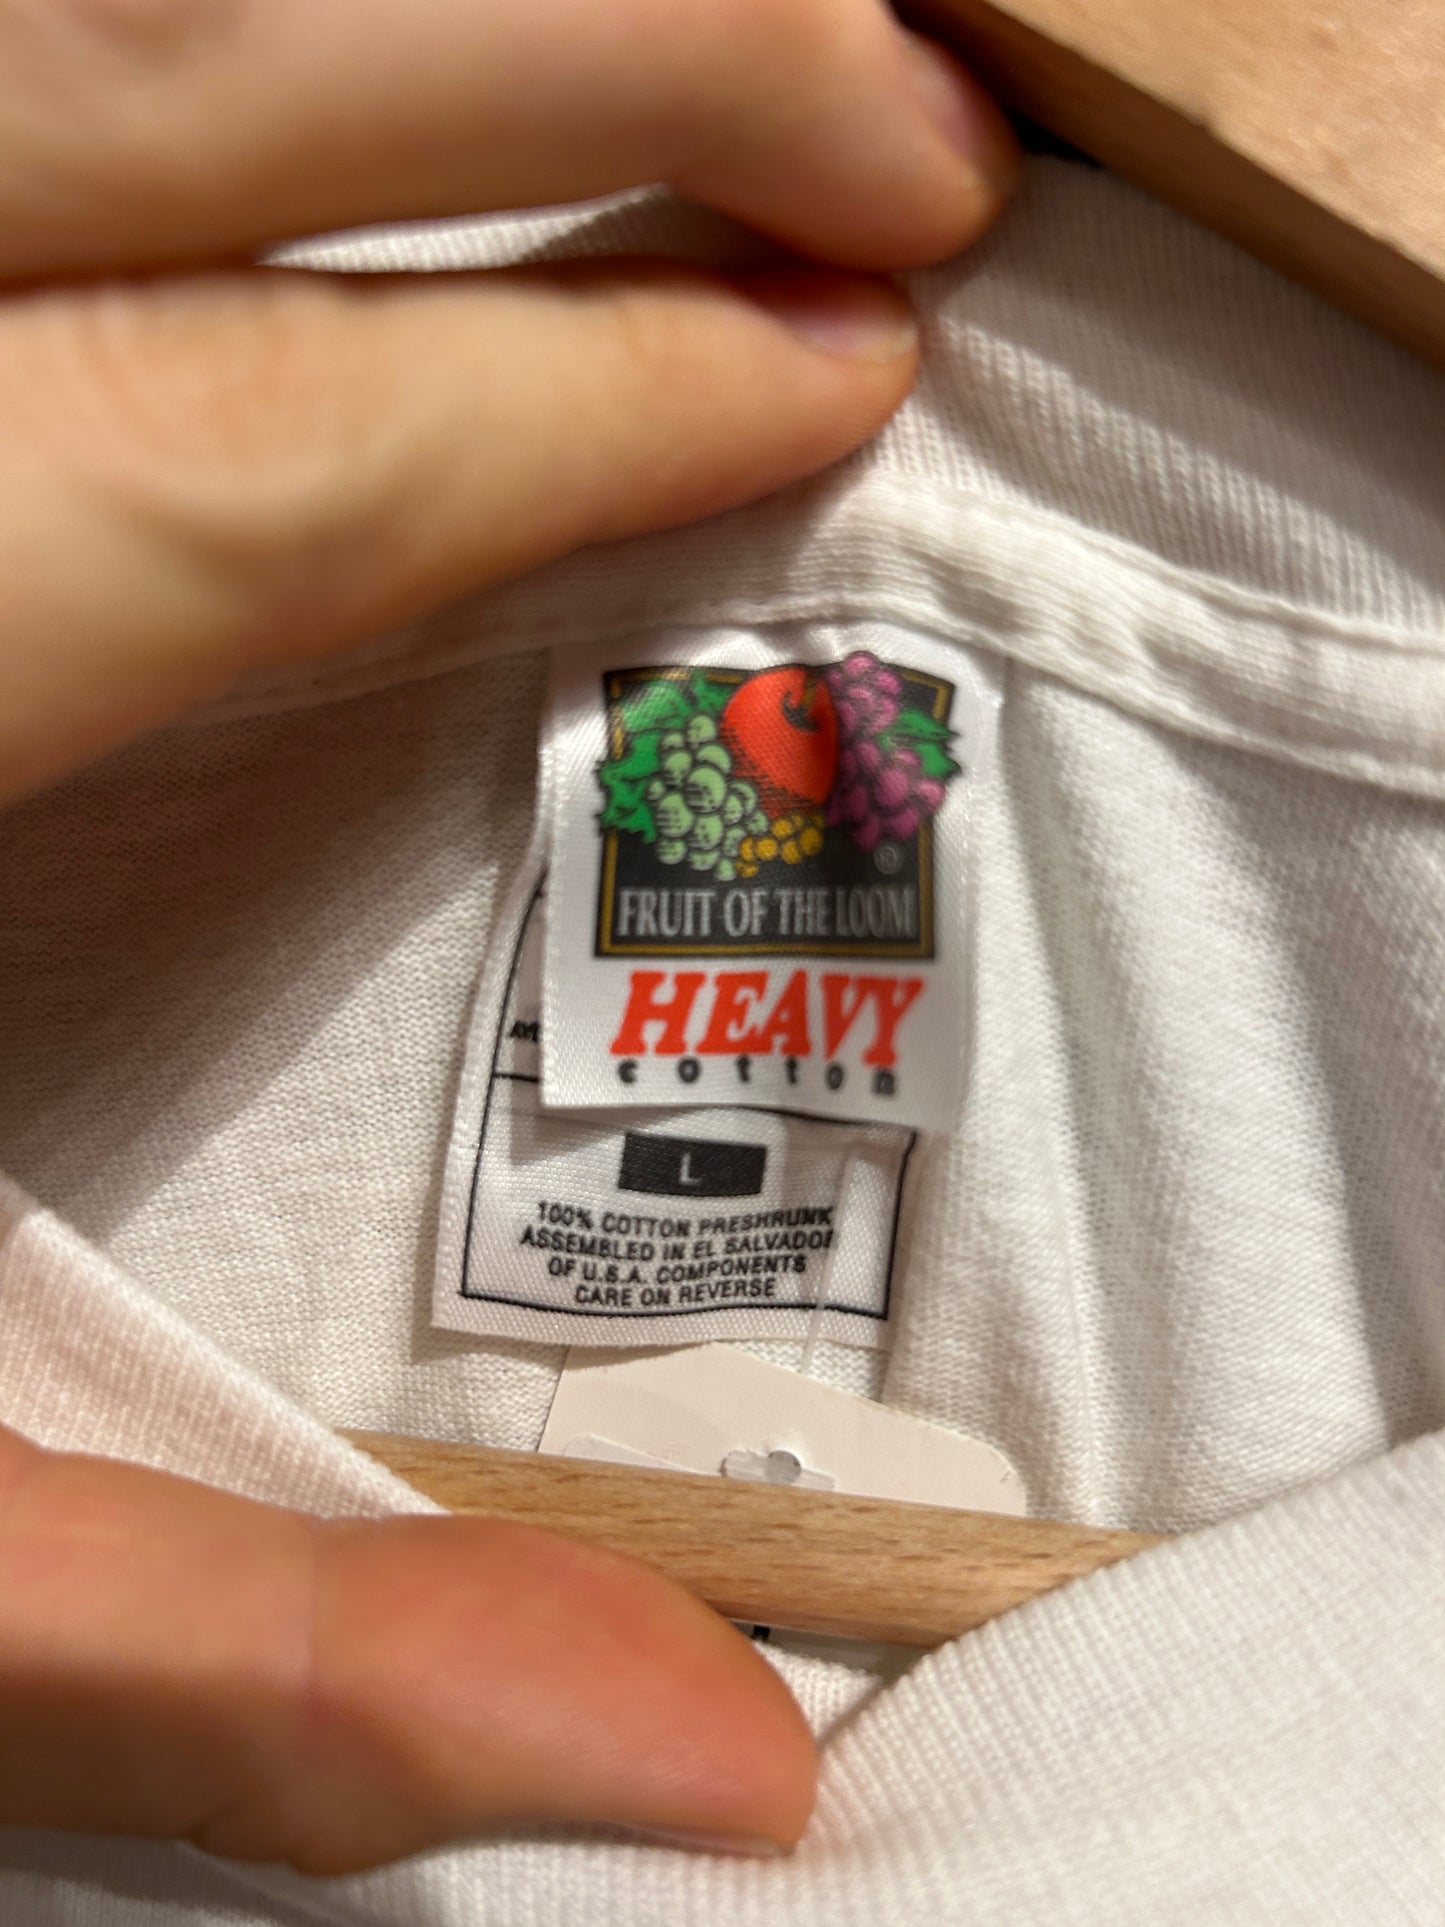 ®
FRUIT OF THE LOOM
HEAVY
cotton
L
100% COTTON PRESHRUNK
ASSEMBLED IN EL SALVADOR
OF U.S.A. COMPONENTS
CARE ON REVERSE